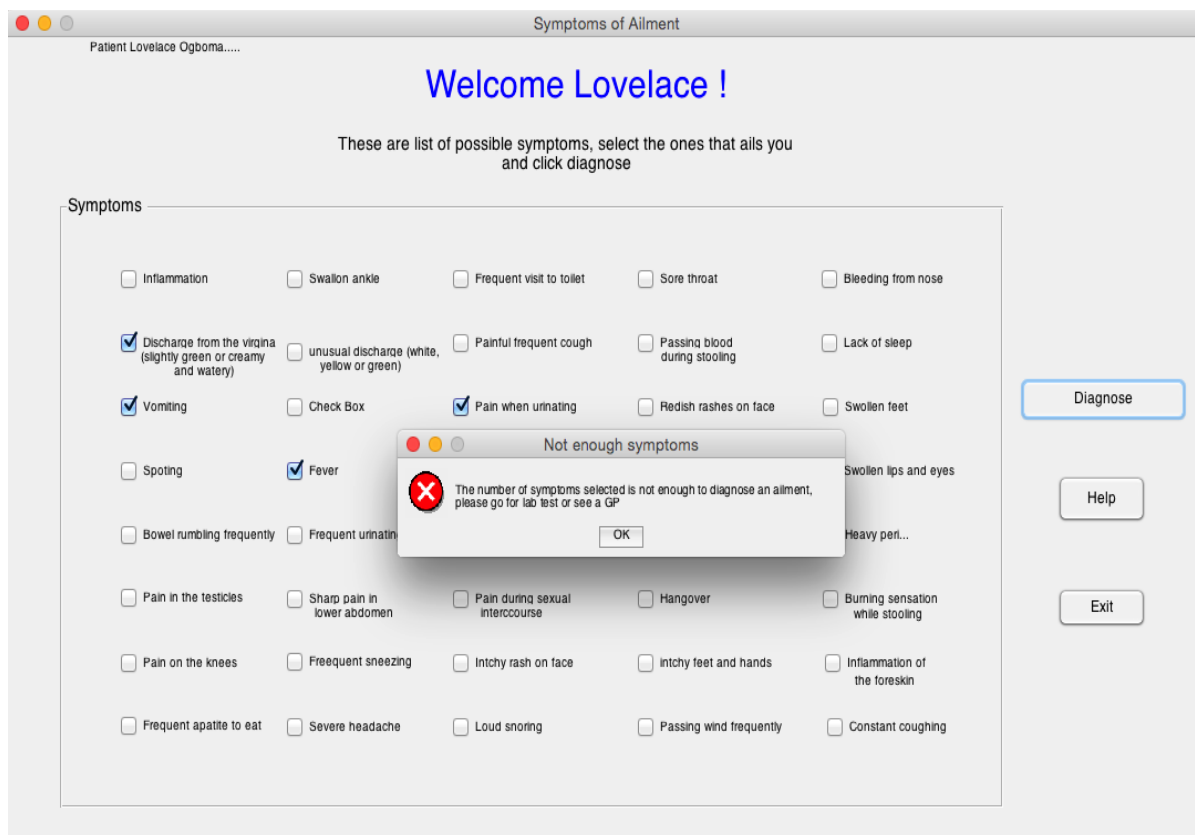 Symptoms of Ailment
Patient Lovelace Ogboma.....
Welcome Lovelace !
These are list of possible symptoms, select the ones that ails you
and click diagnose
Symptoms
Inflammation
Swallon ankle
Frequent visit to toilet
Sore throat
Bleeding from nose
Discharge from the virgina
(slightly green or creamy
and watery)
unusual discharge (white,
yellow or green)
Painful frequent cough
Passing blood
during stooling
Lack of sleep
Vomiting
Check Box
Pain when urinating
Redish rashes on face
Swollen feet
Diagnose
Not enough symptoms
The number of symptoms selected is not enough to diagnose an ailment,
please go for lab test or see a GP
OK
Spoting
Fever
Swollen lips and eyes
Help
Bowel rumbling frequently
Frequent urinatin
Heavy peri...
Pain in the testicles
Sharp pain in
lower abdomen
Pain during sexual
interccourse
Hangover
Burning sensation
while stooling
Exit
Pain on the knees
Freequent sneezing
Intchy rash on face
intchy feet and hands
Inflammation of
the foreskin
Frequent apatite to eat
Severe headache
Loud snoring
Passing wind frequently
Constant coughing